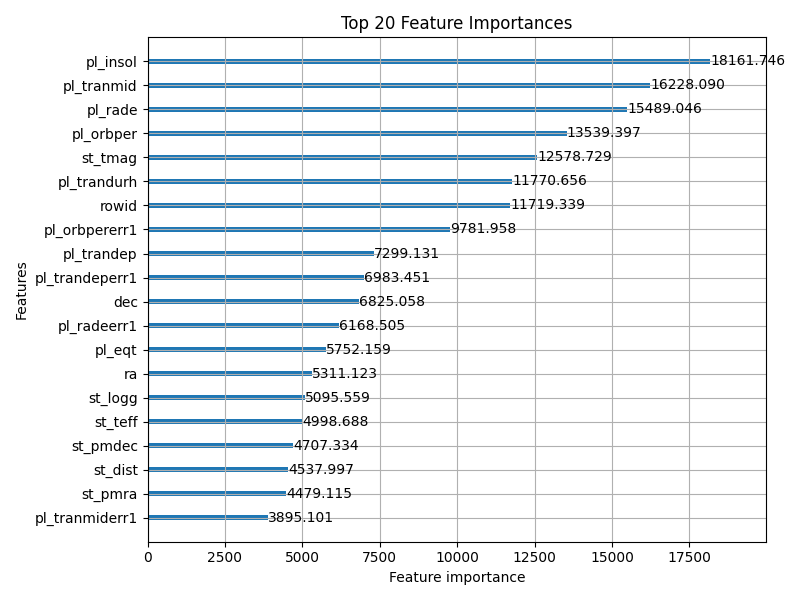 Top 20 Feature Importances
Features
pl_insol 18161.746
pl_tranmid 16228.090
pl_rade 15489.046
pl_orbper 13539.397
st_tmag 12578.729
pl_trandurh 11770.656
rowid 11719.339
pl_orbpererr1 9781.958
pl_trandep 7299.131
pl_trandeperr1 6983.451
dec 6825.058
pl_radeerr1 6168.505
pl_eqt 5752.159
ra 5311.123
st_logg 5095.559
st_teff 4998.688
st_pmdec 4707.334
st_dist 4537.997
st_pmra 4479.115
pl_tranmiderr1 3895.101
0 2500 5000 7500 10000 12500 15000 17500
Feature importance